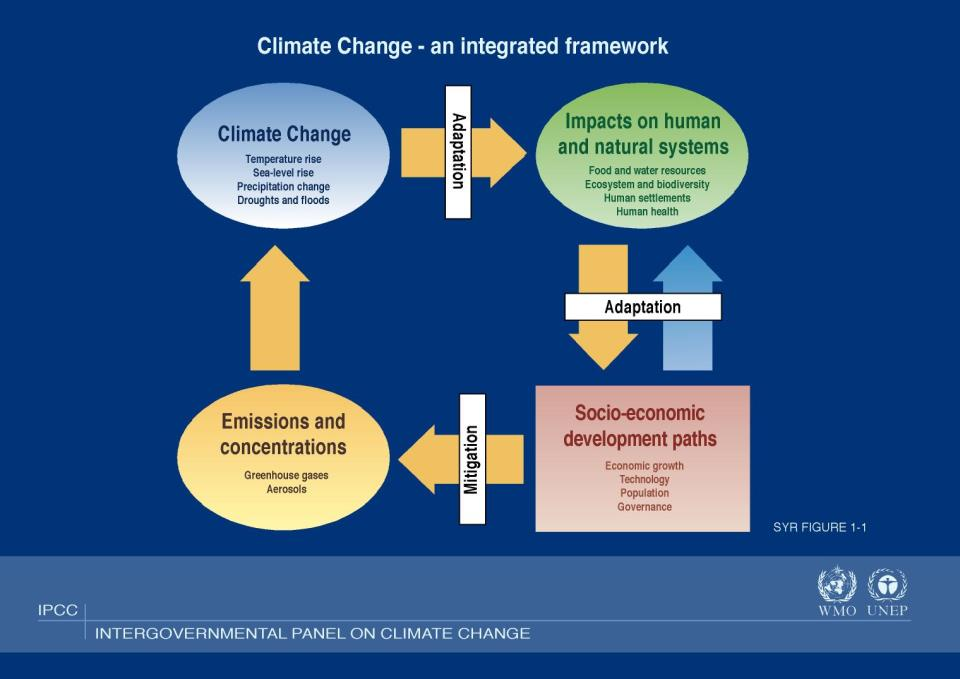 Climate Change - an integrated framework
Climate Change
Temperature rise
Sea-level rise
Precipitation change
Droughts and floods
Adaptation
Impacts on human
and natural systems
Food and water resources
Ecosystem and biodiversity
Human settlements
Human health
Adaptation
Emissions and
concentrations
Greenhouse gases
Aerosols
Mitigation
Socio-economic
development paths
Economic growth
Technology
Population
Governance
SYR FIGURE 1-1
WMO UNEP
IPCC
INTERGOVERNMENTAL PANEL ON CLIMATE CHANGE